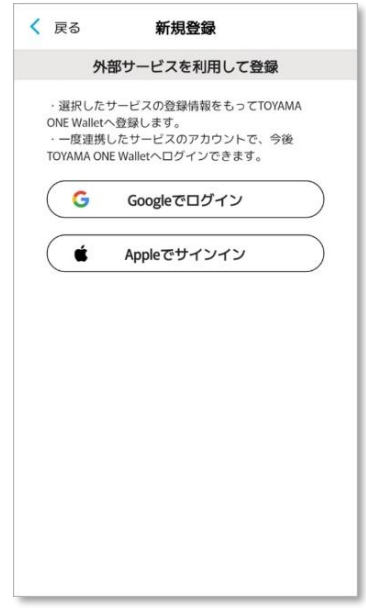 戻る 新規登録
外部サービスを利用して登録
・選択したサービスの登録情報をもってTOYAMA
ONE Walletへ登録します。
・一度連携したサービスのアカウントで、今後
TOYAMA ONE Walletへログインできます。
Googleでログイン
Appleでサインイン